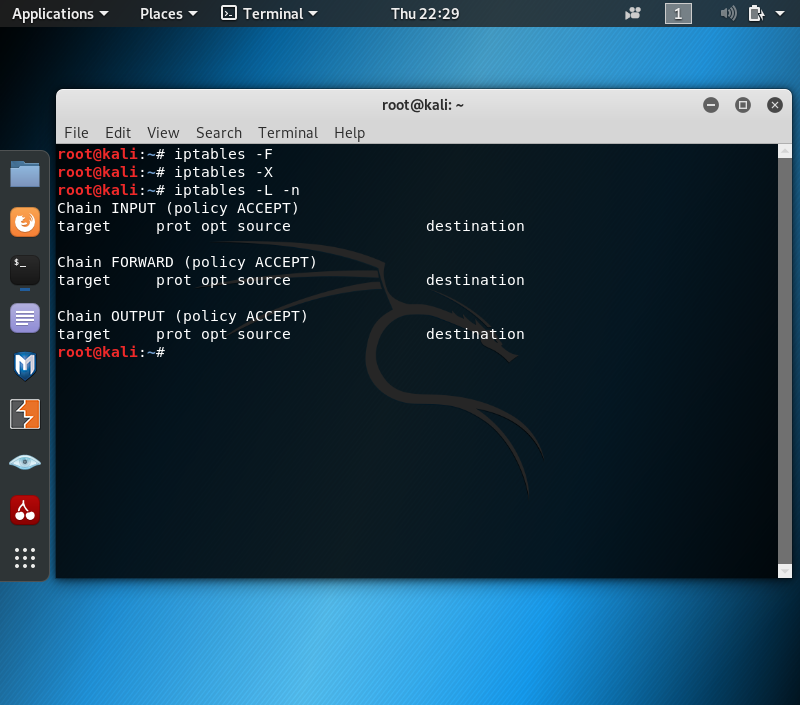 Applications Places Terminal Thu 22:29 1
root@kali: ~
File Edit View Search Terminal Help
root@kali:~# iptables -F
root@kali:~# iptables -X
root@kali:~# iptables -L -n
Chain INPUT (policy ACCEPT)
target     prot opt source               destination
Chain FORWARD (policy ACCEPT)
target     prot opt source               destination
Chain OUTPUT (policy ACCEPT)
target     prot opt source               destination
root@kali:~#
$_